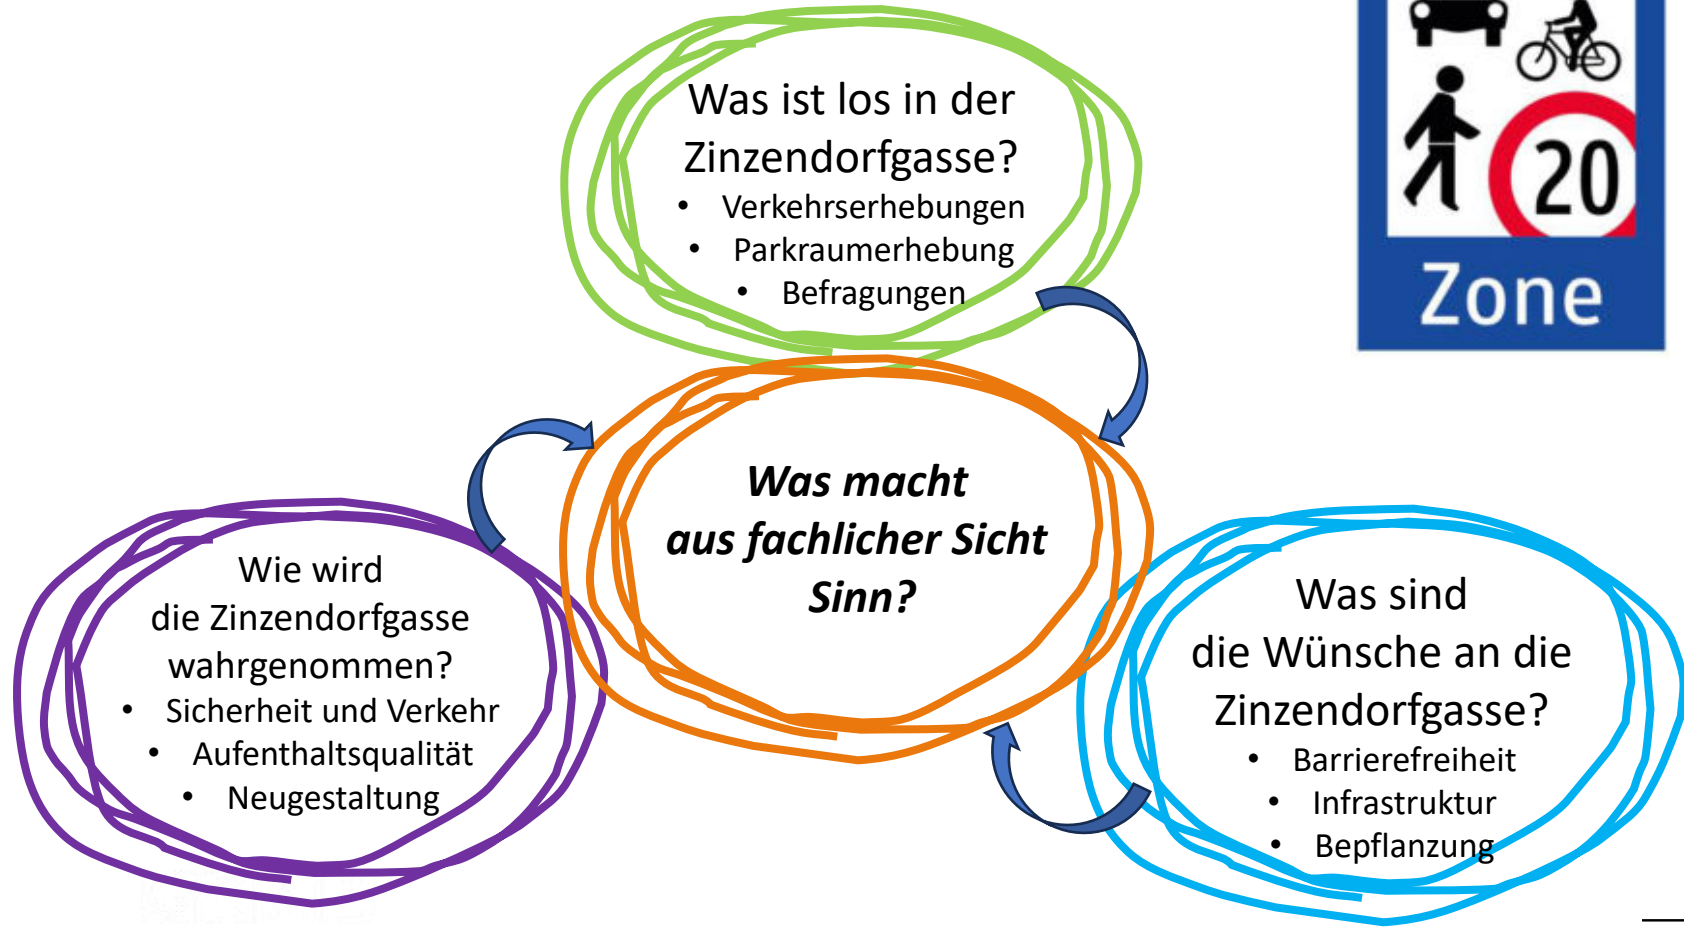 Was ist los in der
Zinzendorfgasse?
• Verkehrserhebungen
• Parkraumerhebung
• Befragungen
20
Zone
Was macht
aus fachlicher Sicht
Sinn?
Wie wird
die Zinzendorfgasse
wahrgenommen?
• Sicherheit und Verkehr
• Aufenthaltsqualität
• Neugestaltung
Was sind
die Wünsche an die
Zinzendorfgasse?
• Barrierefreiheit
• Infrastruktur
• Bepflanzung